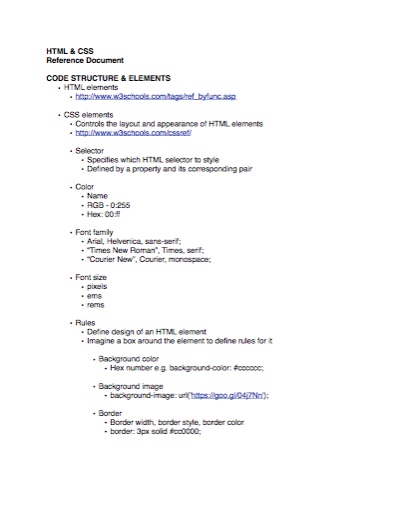 HTML & CSS
Reference Document
CODE STRUCTURE & ELEMENTS
• HTML elements
• http://www.w3schools.com/tags/ref_byfunc.asp
• CSS elements
• Controls the layout and appearance of HTML elements
• http://www.w3schools.com/cssref/
• Selector
• Specifies which HTML selector to style
• Defined by a property and its corresponding pair
• Color
• Name
• RGB - 0:255
• Hex: 00:ff
• Font family
• Arial, Helvenica, sans-serif;
• "Times New Roman", Times, serif;
• "Courier New", Courier, monospace;
• Font size
• pixels
• ems
• rems
• Rules
• Define design of an HTML element
• Imagine a box around the element to define rules for it
• Background color
• Hex number e.g. background-color: #cccccc;
• Background image
• background-image: url('https://goo.gl/04j7Nn');
• Border
• Border width, border style, border color
• border: 3px solid #cc0000;